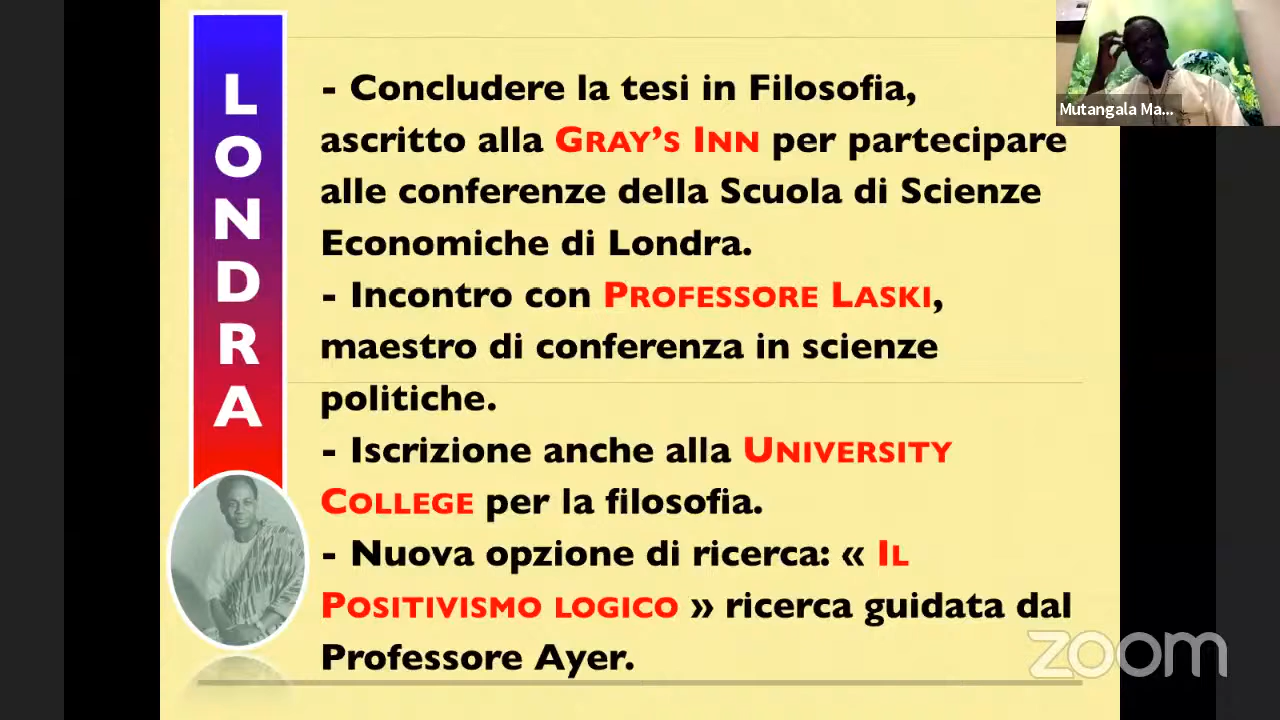 LONDRA
- Concludere la tesi in Filosofia,
ascritto alla GRAY'S INN per partecipare
alle conferenze della Scuola di Scienze
Economiche di Londra.
- Incontro con PROFESSORE LASKI,
maestro di conferenza in scienze
politiche.
- Iscrizione anche alla UNIVERSITY
COLLEGE per la filosofia.
- Nuova opzione di ricerca: « IL
POSITIVISMO LOGICO » ricerca guidata dal
Professore Ayer.
Mutangala Ma...
zoom